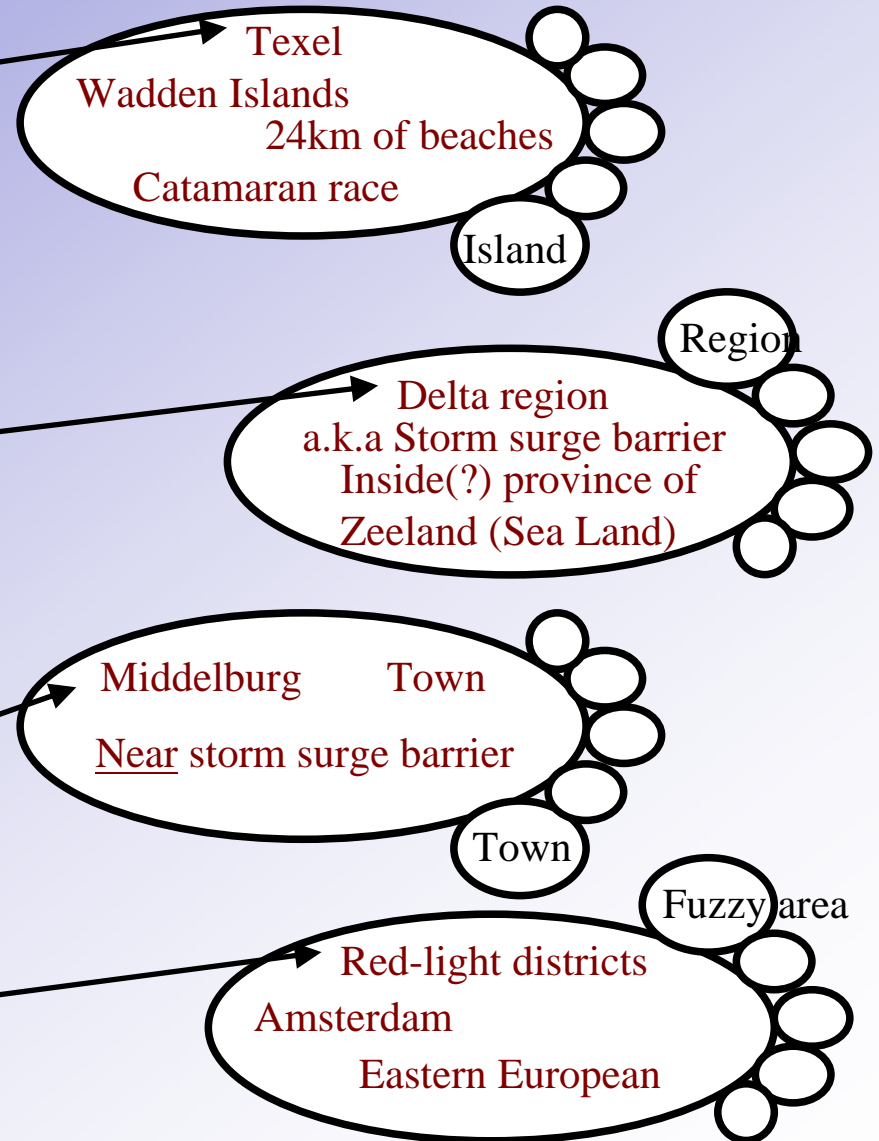 Texel
Wadden Islands
24km of beaches
Catamaran race
Island
Region
Delta region
a.k.a Storm surge barrier
Inside(?) province of
Zeeland (Sea Land)
Middelburg Town
Near storm surge barrier
Town
Fuzzy area
Red-light districts
Amsterdam
Eastern European